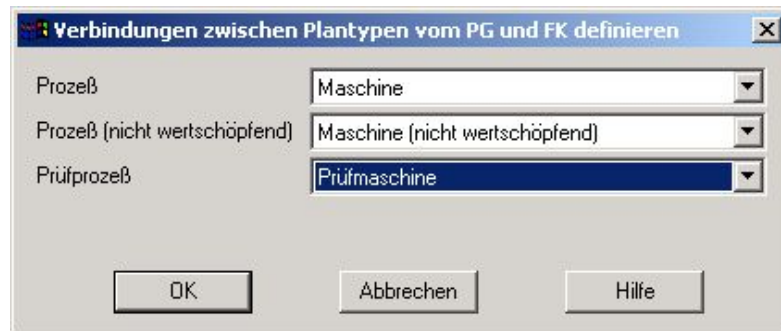 Verbindungen zwischen Plantypen vom PG und FK definieren
Prozeß Maschine
Prozeß (nicht wertschöpfend) Maschine (nicht wertschöpfend)
Prüfprozeß Prüfmaschine
OK Abbrechen Hilfe